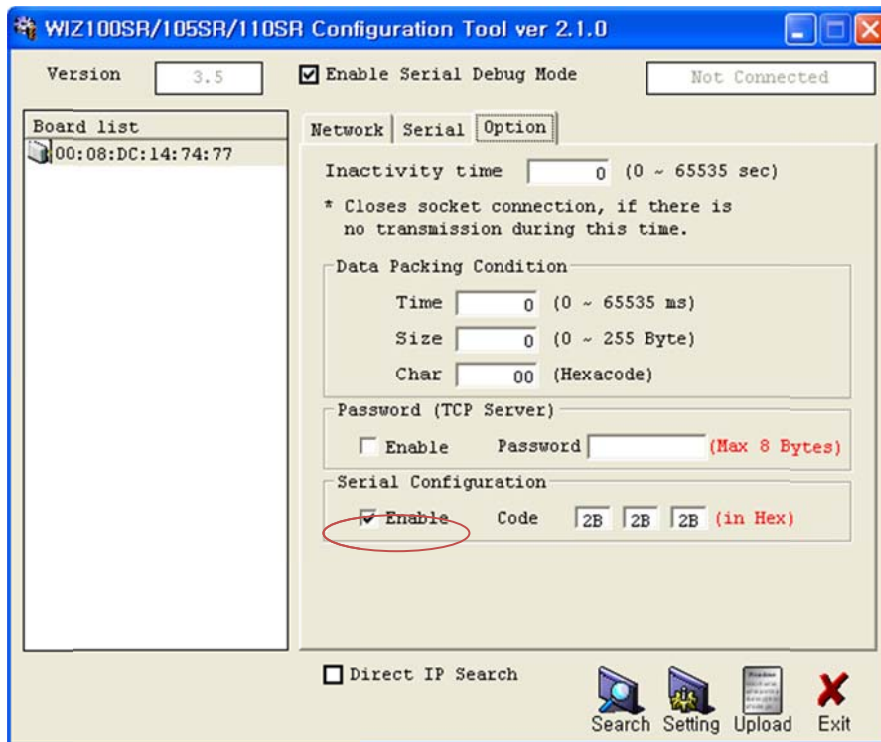 WIZ100SR/105SR/110SR Configuration Tool ver 2.1.0
Version 3.5 Enable Serial Debug Mode Not Connected
Board list
00:08:DC:14:74:77
Network Serial Option
Inactivity time 0 (0 ~ 65535 sec)
* Closes socket connection, if there is
no transmission during this time.
Data Packing Condition
Time 0 (0 ~ 65535 ms)
Size 0 (0 ~ 255 Byte)
Char 00 (Hexacode)
Password (TCP Server)
Enable Password (Max 8 Bytes)
Serial Configuration
Enable Code 2B 2B 2B (in Hex)
Direct IP Search
Search Setting Upload Exit